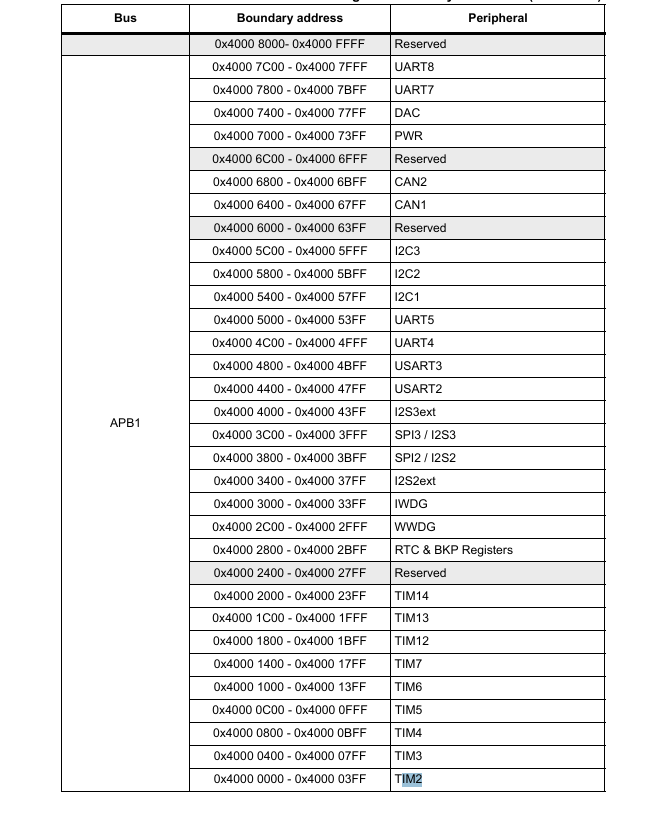 Bus Boundary address Peripheral
0x4000 8000- 0x4000 FFFF Reserved
0x4000 7C00 - 0x4000 7FFF UART8
0x4000 7800 - 0x4000 7BFF UART7
0x4000 7400 - 0x4000 77FF DAC
0x4000 7000 - 0x4000 73FF PWR
0x4000 6C00 - 0x4000 6FFF Reserved
0x4000 6800 - 0x4000 6BFF CAN2
0x4000 6400 - 0x4000 67FF CAN1
0x4000 6000 - 0x4000 63FF Reserved
0x4000 5C00 - 0x4000 5FFF I2C3
0x4000 5800 - 0x4000 5BFF I2C2
0x4000 5400 - 0x4000 57FF I2C1
0x4000 5000 - 0x4000 53FF UART5
0x4000 4C00 - 0x4000 4FFF UART4
0x4000 4800 - 0x4000 4BFF USART3
0x4000 4400 - 0x4000 47FF USART2
0x4000 4000 - 0x4000 43FF I2S3ext
APB1
0x4000 3C00 - 0x4000 3FFF SPI3 / I2S3
0x4000 3800 - 0x4000 3BFF SPI2 / I2S2
0x4000 3400 - 0x4000 37FF I2S2ext
0x4000 3000 - 0x4000 33FF IWDG
0x4000 2C00 - 0x4000 2FFF WWDG
0x4000 2800 - 0x4000 2BFF RTC & BKP Registers
0x4000 2400 - 0x4000 27FF Reserved
0x4000 2000 - 0x4000 23FF TIM14
0x4000 1C00 - 0x4000 1FFF TIM13
0x4000 1800 - 0x4000 1BFF TIM12
0x4000 1400 - 0x4000 17FF TIM7
0x4000 1000 - 0x4000 13FF TIM6
0x4000 0C00 - 0x4000 0FFF TIM5
0x4000 0800 - 0x4000 0BFF TIM4
0x4000 0400 - 0x4000 07FF TIM3
0x4000 0000 - 0x4000 03FF TIM2